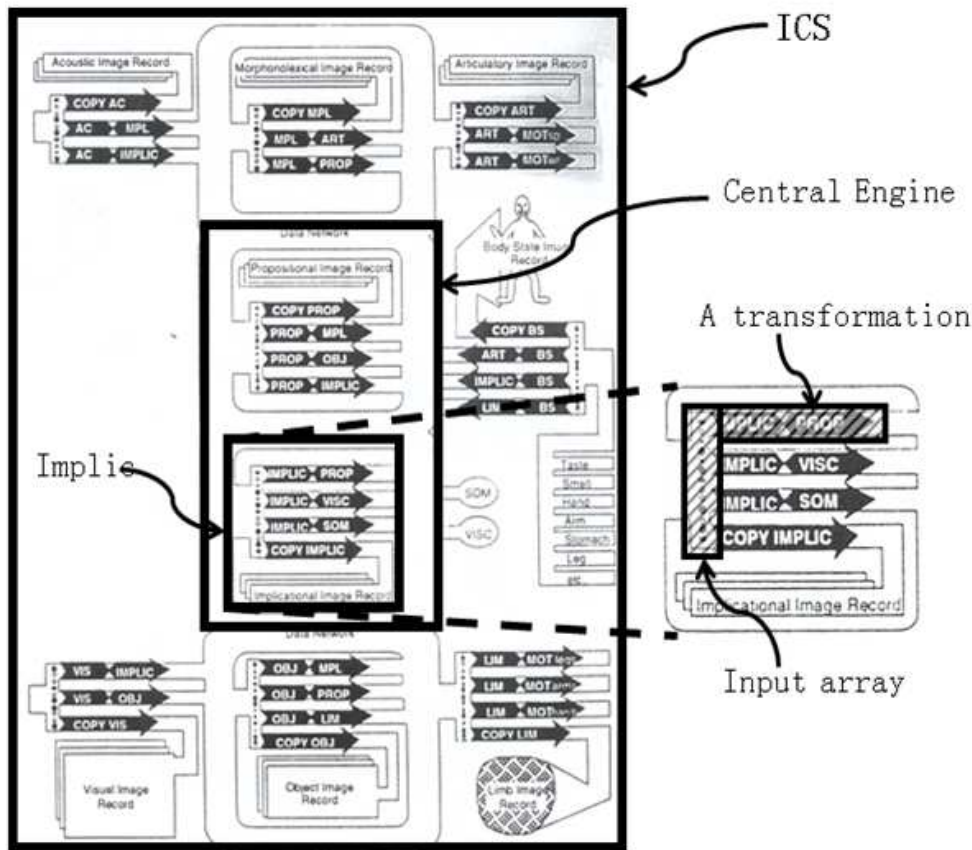 ICS
Acoustic Image Record
COPY AC
AC MPL
AC IMPLIC
Morphonolexical Image Record
COPY MPL
MPL ART
MPL PROP
Articulatory Image Record
COPY ART
ART MOT
ART MOT
Central Engine
Data Network
Propositional Image Record
COPY PROP
PROP MPL
PROP OBJ
PROP IMPLIC
Body State Image
Record
COPY BS
ART BS
IMPLIC BS
LIM BS
A transformation
Implic
IMPLIC PROP
IMPLIC VISC
IMPLIC SOM
COPY IMPLIC
Implicational Image Record
SOM
VISC
Taste
Smell
Hand
Arm
Stomach
Leg
IMPLIC PROP
IMPLIC VISC
IMPLIC SOM
COPY IMPLIC
Implicational Image Record
Input array
Data Network
VIS IMPLIC
VIS OBJ
COPY VIS
Visual Image
Record
OBJ MPL
OBJ PROP
OBJ LIM
COPY OBJ
Object Image
Record
LIM MOT legs
LIM MOT arms
LIM MOT
COPY LIM
Limb Image
Record